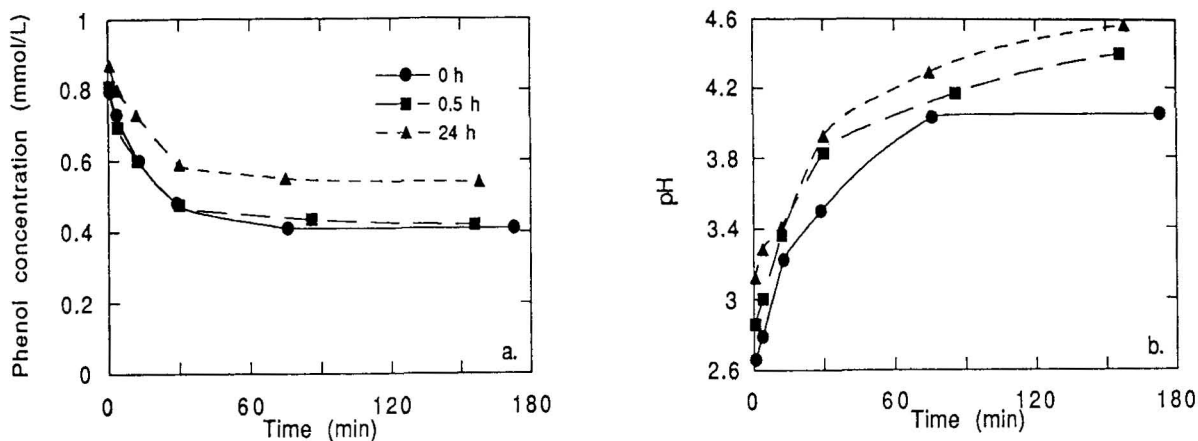 Phenol concentration (mmol/L)
1
0.8
0.6
0.4
0.2
0
0 h
0.5 h
24 h
a.
0 60 120 180
Time (min)
pH
4.6
4.2
3.8
3.4
3
2.6
b.
0 60 120 180
Time (min)